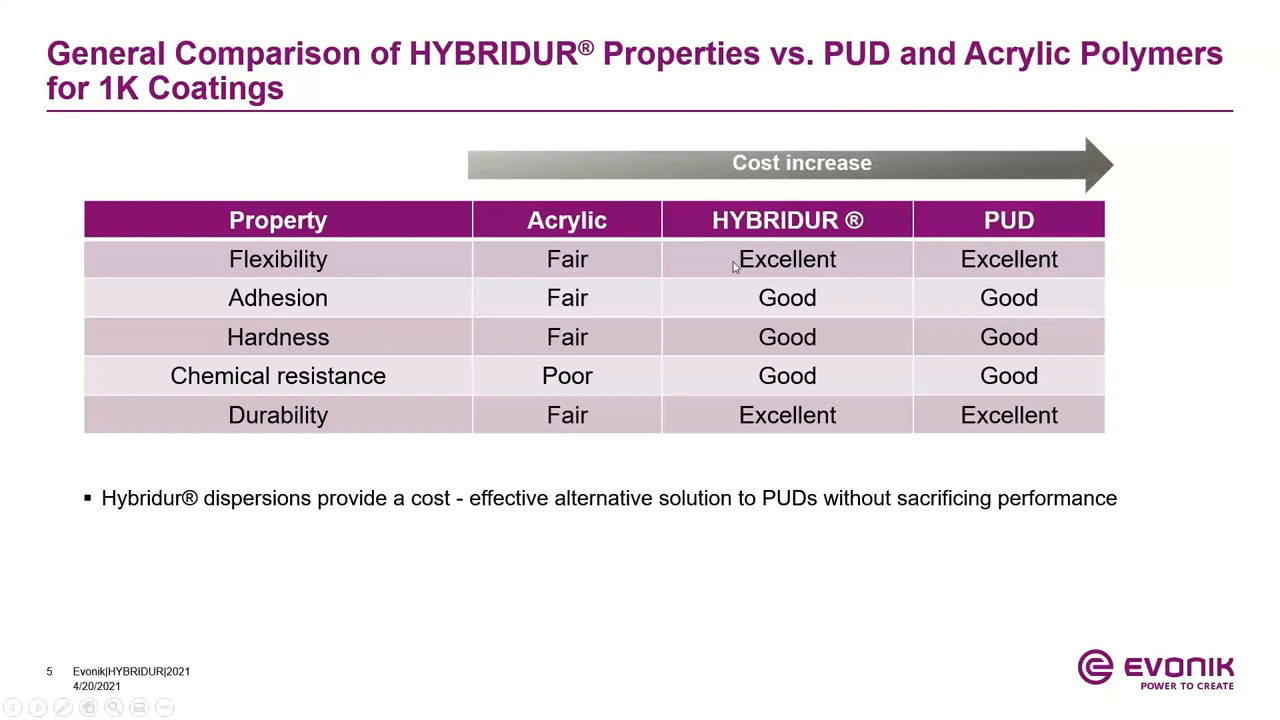 General Comparison of HYBRIDUR® Properties vs. PUD and Acrylic Polymers
for 1K Coatings
Cost increase
Property Acrylic HYBRIDUR ® PUD
Flexibility Fair Excellent Excellent
Adhesion Fair Good Good
Hardness Fair Good Good
Chemical resistance Poor Good Good
Durability Fair Excellent Excellent
▪ Hybridur® dispersions provide a cost - effective alternative solution to PUDs without sacrificing performance
5 Evonik|HYBRIDUR|2021
4/20/2021
EVONIK
POWER TO CREATE